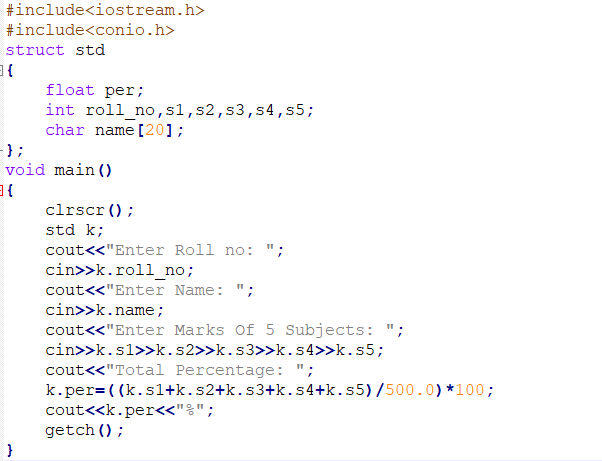 #include<iostream.h>
#include<conio.h>
struct std
{
    float per;
    int roll_no,s1,s2,s3,s4,s5;
    char name[20];
};
void main()
{
    clrscr();
    std k;
    cout<<"Enter Roll no: ";
    cin>>k.roll_no;
    cout<<"Enter Name: ";
    cin>>k.name;
    cout<<"Enter Marks Of 5 Subjects: ";
    cin>>k.s1>>k.s2>>k.s3>>k.s4>>k.s5;
    cout<<"Total Percentage: ";
    k.per=((k.s1+k.s2+k.s3+k.s4+k.s5)/500.0)*100;
    cout<<k.per<<"%";
    getch();
}